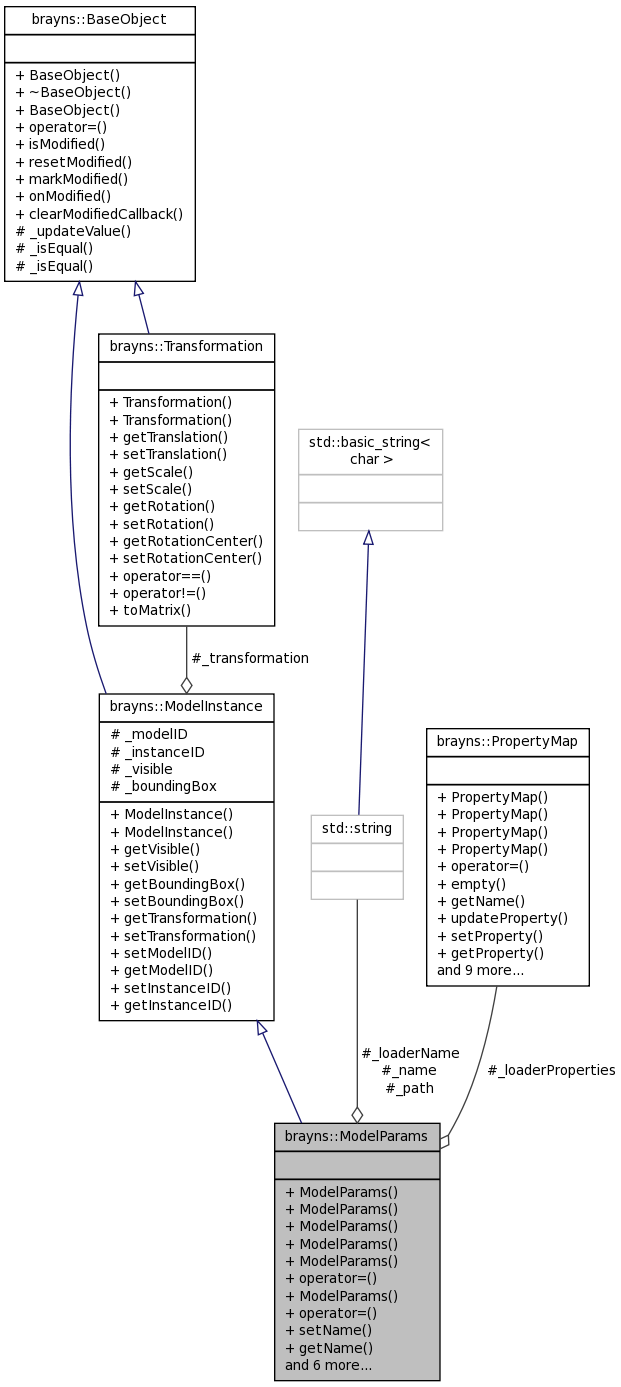 brayns::BaseObject
+ BaseObject()
+ ~BaseObject()
+ BaseObject()
+ operator=()
+ isModified()
+ resetModified()
+ markModified()
+ onModified()
+ clearModifiedCallback()
# _updateValue()
# _isEqual()
# _isEqual()
brayns::Transformation
+ Transformation()
+ Transformation()
+ getTranslation()
+ setTranslation()
+ getScale()
+ setScale()
+ getRotation()
+ setRotation()
+ getRotationCenter()
+ setRotationCenter()
+ operator==()
+ operator!=()
+ toMatrix()
std::basic_string<
char >
#_transformation
brayns::ModelInstance
# _modelID
# _instanceID
# _visible
# _boundingBox
+ ModelInstance()
+ ModelInstance()
+ getVisible()
+ setVisible()
+ getBoundingBox()
+ setBoundingBox()
+ getTransformation()
+ setTransformation()
+ setModelID()
+ getModelID()
+ setInstanceID()
+ getInstanceID()
std::string
brayns::PropertyMap
+ PropertyMap()
+ PropertyMap()
+ PropertyMap()
+ PropertyMap()
+ operator=()
+ empty()
+ getName()
+ updateProperty()
+ setProperty()
+ getProperty()
and 9 more...
#_loaderName
#_name
#_path
#_loaderProperties
brayns::ModelParams
+ ModelParams()
+ ModelParams()
+ ModelParams()
+ ModelParams()
+ ModelParams()
+ operator=()
+ ModelParams()
+ operator=()
+ setName()
+ getName()
and 6 more...